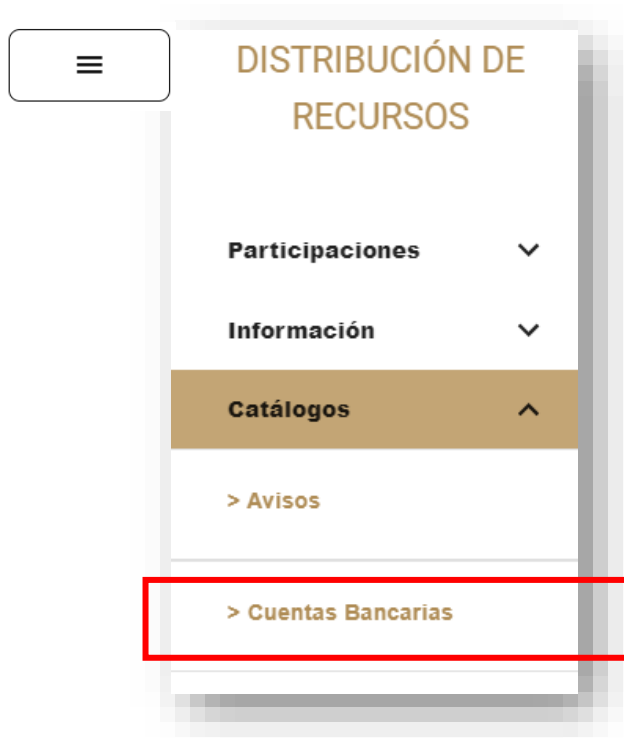 DISTRIBUCIÓN DE
RECURSOS
Participaciones
Información
Catálogos
> Avisos
> Cuentas Bancarias